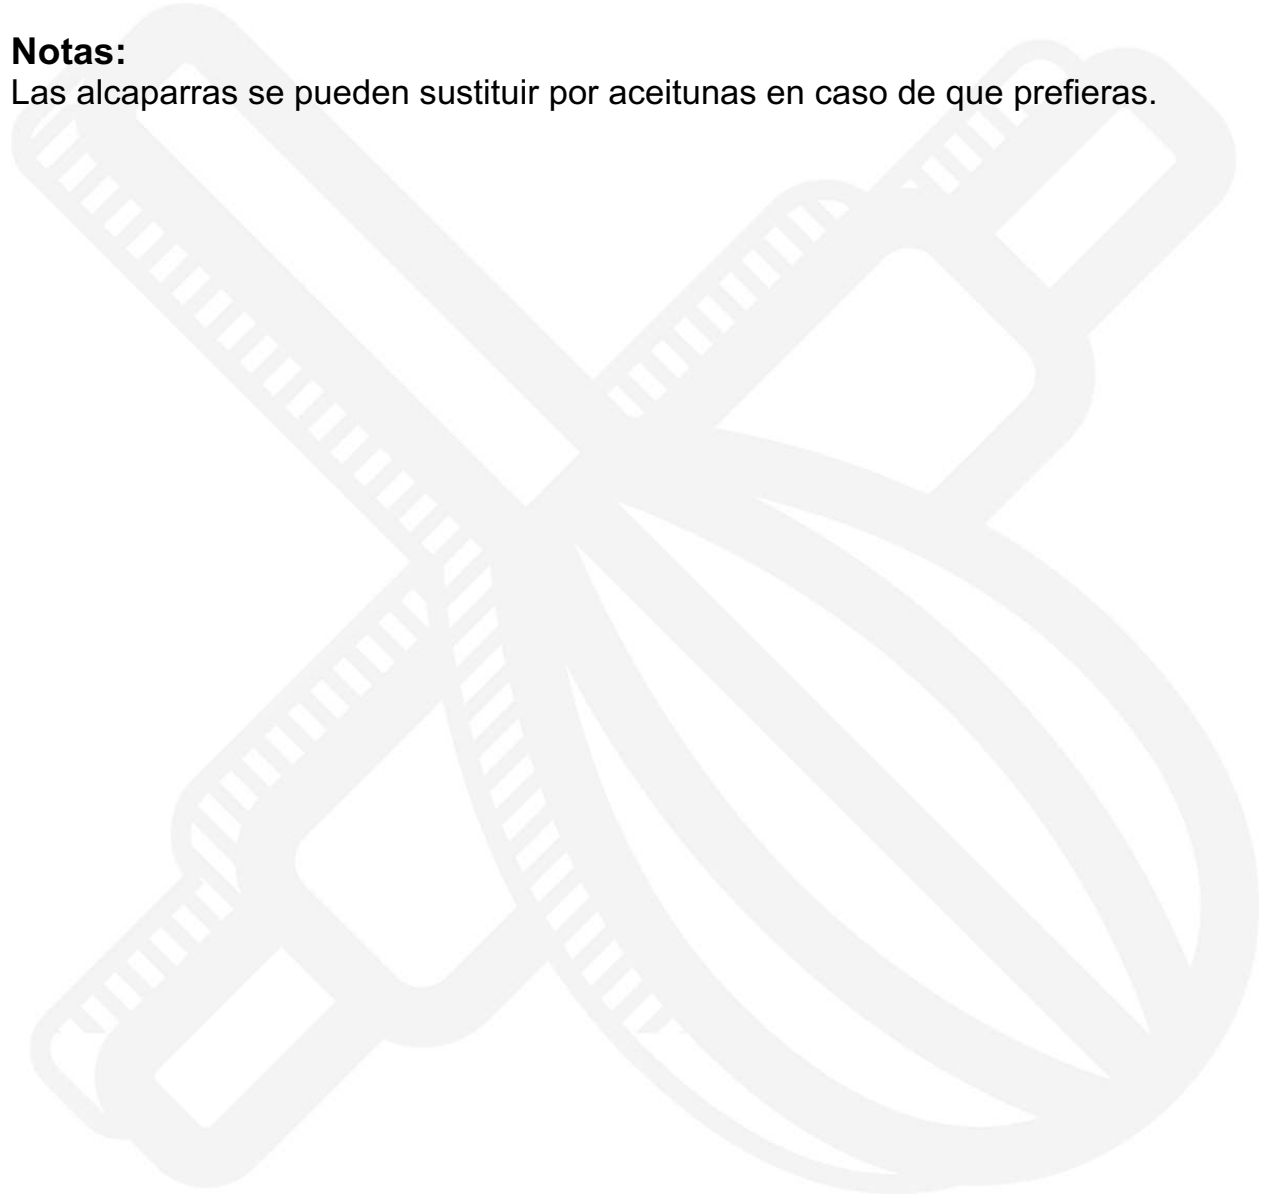 Notas:
Las alcaparras se pueden sustituir por aceitunas en caso de que prefieras.